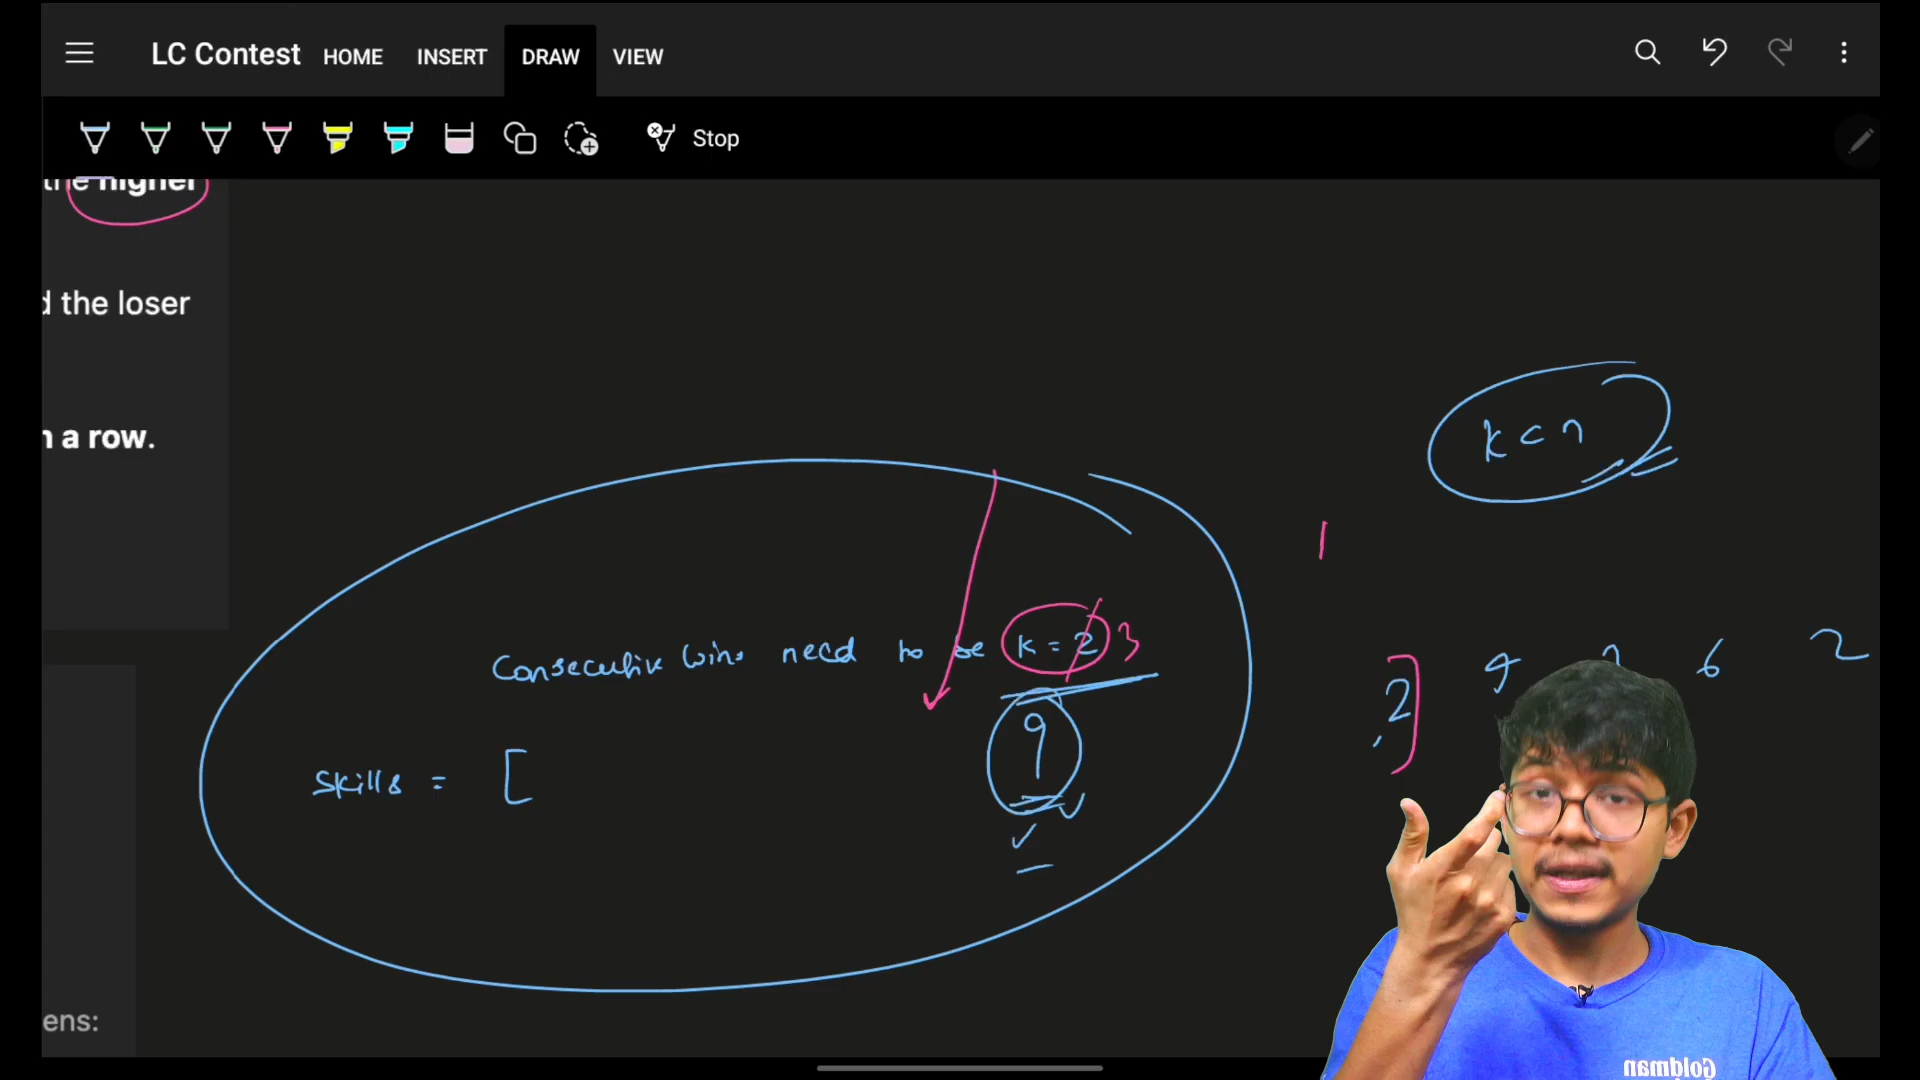 LC Contest HOME INSERT DRAW VIEW
Stop
the higher
d the loser
k < n
n a row.
1
Consecutive wins need to be k = 2 3
2
6
2
9
skills = [
ens:
Goldman